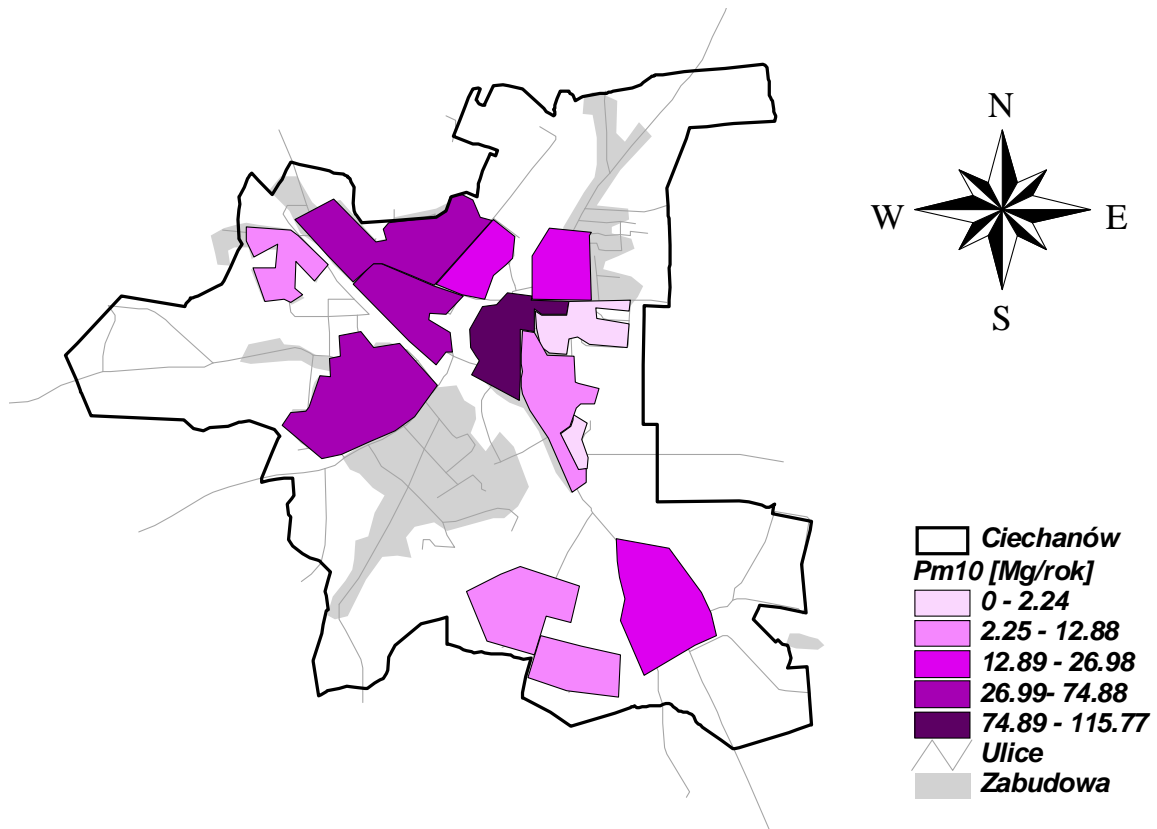 N
W E
S
Ciechanów
Pm10 [Mg/rok]
0 - 2.24
2.25 - 12.88
12.89 - 26.98
26.99- 74.88
74.89 - 115.77
Ulice
Zabudowa